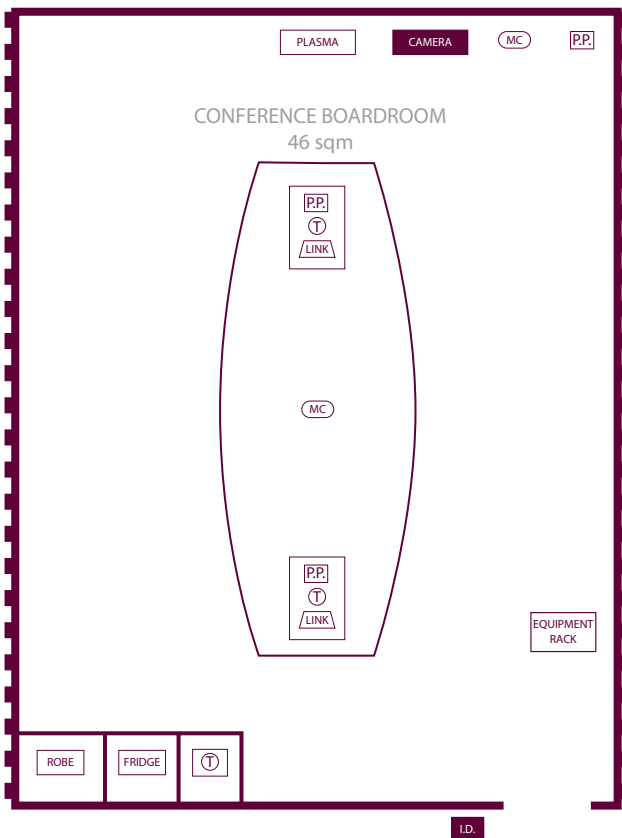 PLASMA
CAMERA
MC
P.P.
CONFERENCE BOARDROOM
46 sqm
P.P.
T
LINK
MC
P.P.
T
LINK
EQUIPMENT
RACK
ROBE
FRIDGE
T
I.D.